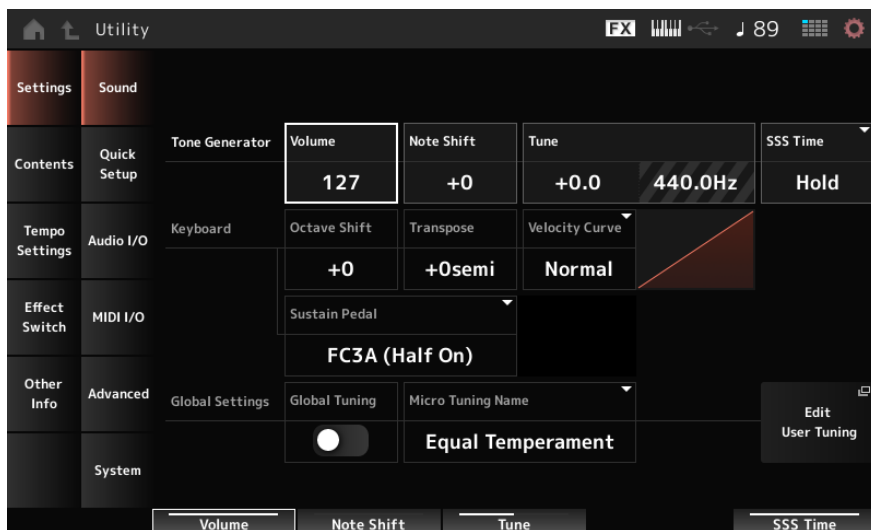 Utility
FX
♩ 89
Settings
Sound
Contents
Quick
Setup
Tempo
Settings
Audio I/O
Effect
Switch
MIDI I/O
Other
Info
Advanced
System
Tone Generator
Volume
127
Note Shift
+0
Tune
+0.0
440.0Hz
SSS Time
Hold
Keyboard
Octave Shift
+0
Transpose
+0semi
Velocity Curve
Normal
Sustain Pedal
FC3A (Half On)
Global Settings
Global Tuning
Micro Tuning Name
Equal Temperament
Edit
User Tuning
Volume
Note Shift
Tune
SSS Time